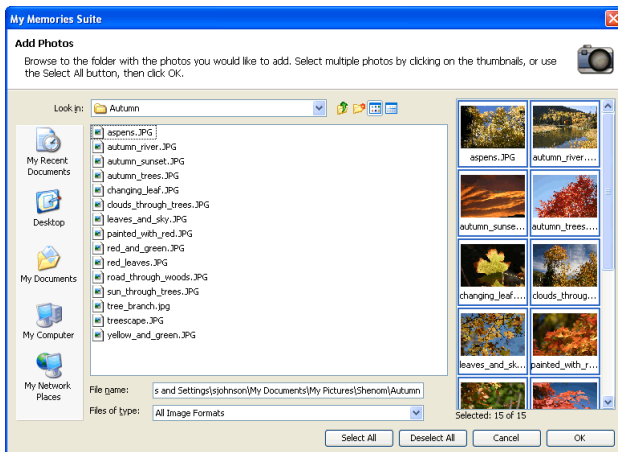 My Memories Suite
Add Photos
Browse to the folder with the photos you would like to add. Select multiple photos by clicking on the thumbnails, or use
the Select All button, then click OK.
Look in:
Autumn
My Recent
Documents
Desktop
My Documents
My Computer
My Network
Places
aspens.JPG
autumn_river.JPG
autumn_sunset.JPG
autumn_trees.JPG
changing_leaf.JPG
clouds_through_trees.JPG
leaves_and_sky.JPG
painted_with_red.JPG
red_and_green.JPG
red_leaves.JPG
road_through_woods.JPG
sun_through_trees.JPG
tree_branch.jpg
treescape.JPG
yellow_and_green.JPG
aspens.JPG
autumn_river....
autumn_sunse...
autumn_trees....
changing_leaf....
clouds_throug...
leaves_and_sk...
painted_with_r...
File name:
s and Settings\sjohnson\My Documents\My Pictures\Shenom\Autumn
Files of type:
All Image Formats
Selected: 15 of 15
Select All
Deselect All
Cancel
OK